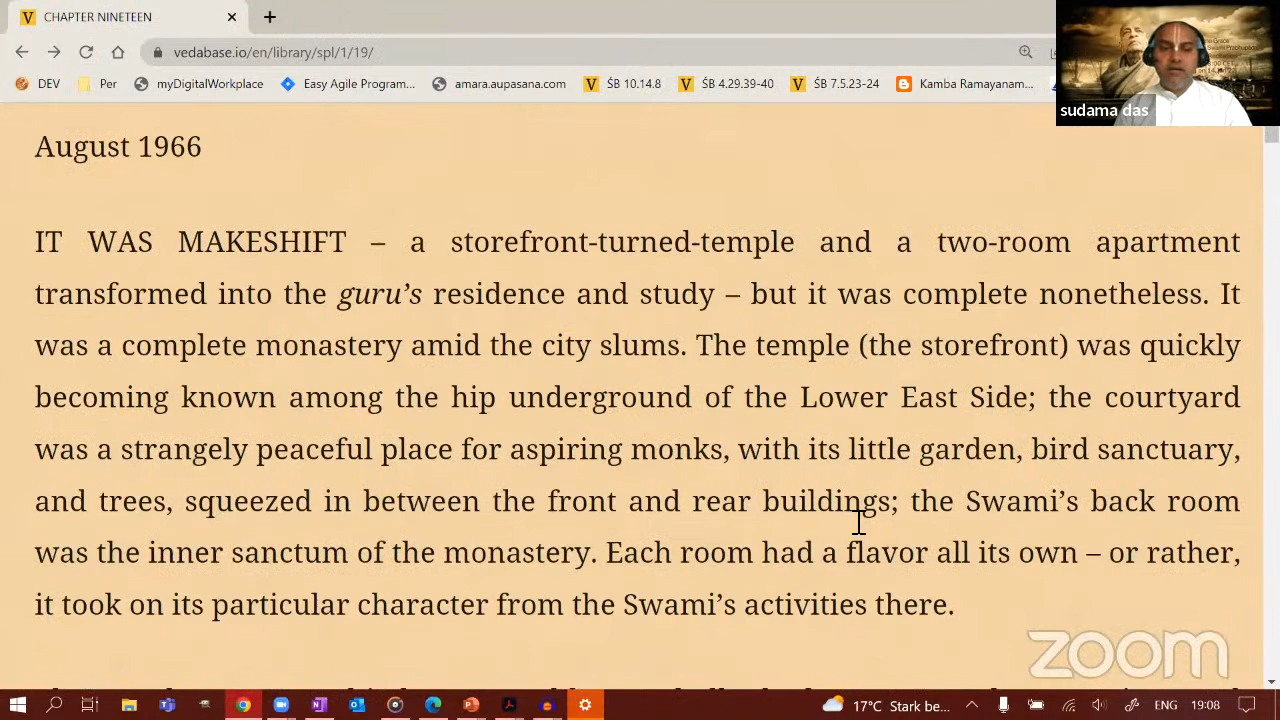 CHAPTER NINETEEN
vedabase.io/en/library/spl/1/19/
DEV Per myDigitalWorkplace Easy Agile Program... amara.aupasana.com ŚB 10.14.8 ŚB 4.29.39-40 ŚB 7.5.23-24 Kamba Ramayanam...
sudama das
August 1966
IT WAS MAKESHIFT – a storefront-turned-temple and a two-room apartment
transformed into the guru’s residence and study – but it was complete nonetheless. It
was a complete monastery amid the city slums. The temple (the storefront) was quickly
becoming known among the hip underground of the Lower East Side; the courtyard
was a strangely peaceful place for aspiring monks, with its little garden, bird sanctuary,
and trees, squeezed in between the front and rear buildings; the Swami’s back room
was the inner sanctum of the monastery. Each room had a flavor all its own – or rather,
it took on its particular character from the Swami’s activities there.
zoom
17°C Stark be... ENG 19:08